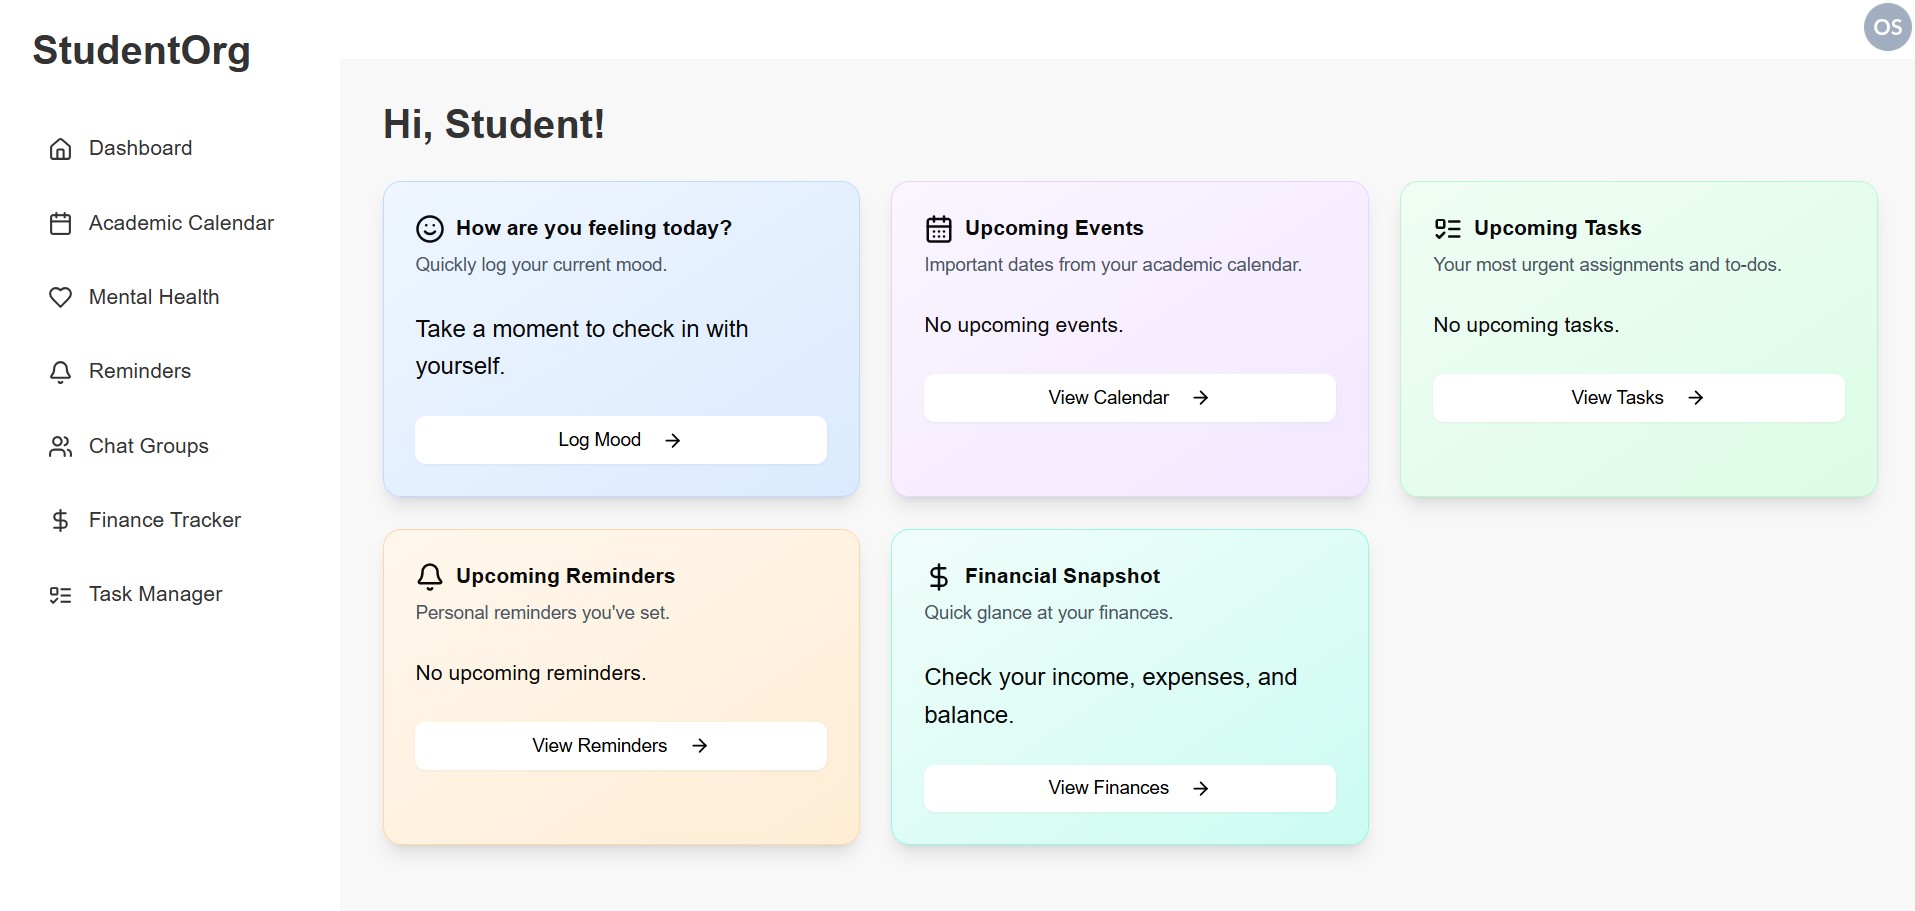 StudentOrg
OS
Dashboard
Academic Calendar
Mental Health
Reminders
Chat Groups
Finance Tracker
Task Manager
Hi, Student!
How are you feeling today?
Quickly log your current mood.
Take a moment to check in with
yourself.
Log Mood
Upcoming Events
Important dates from your academic calendar.
No upcoming events.
View Calendar
Upcoming Tasks
Your most urgent assignments and to-dos.
No upcoming tasks.
View Tasks
Upcoming Reminders
Personal reminders you've set.
No upcoming reminders.
View Reminders
Financial Snapshot
Quick glance at your finances.
Check your income, expenses, and
balance.
View Finances